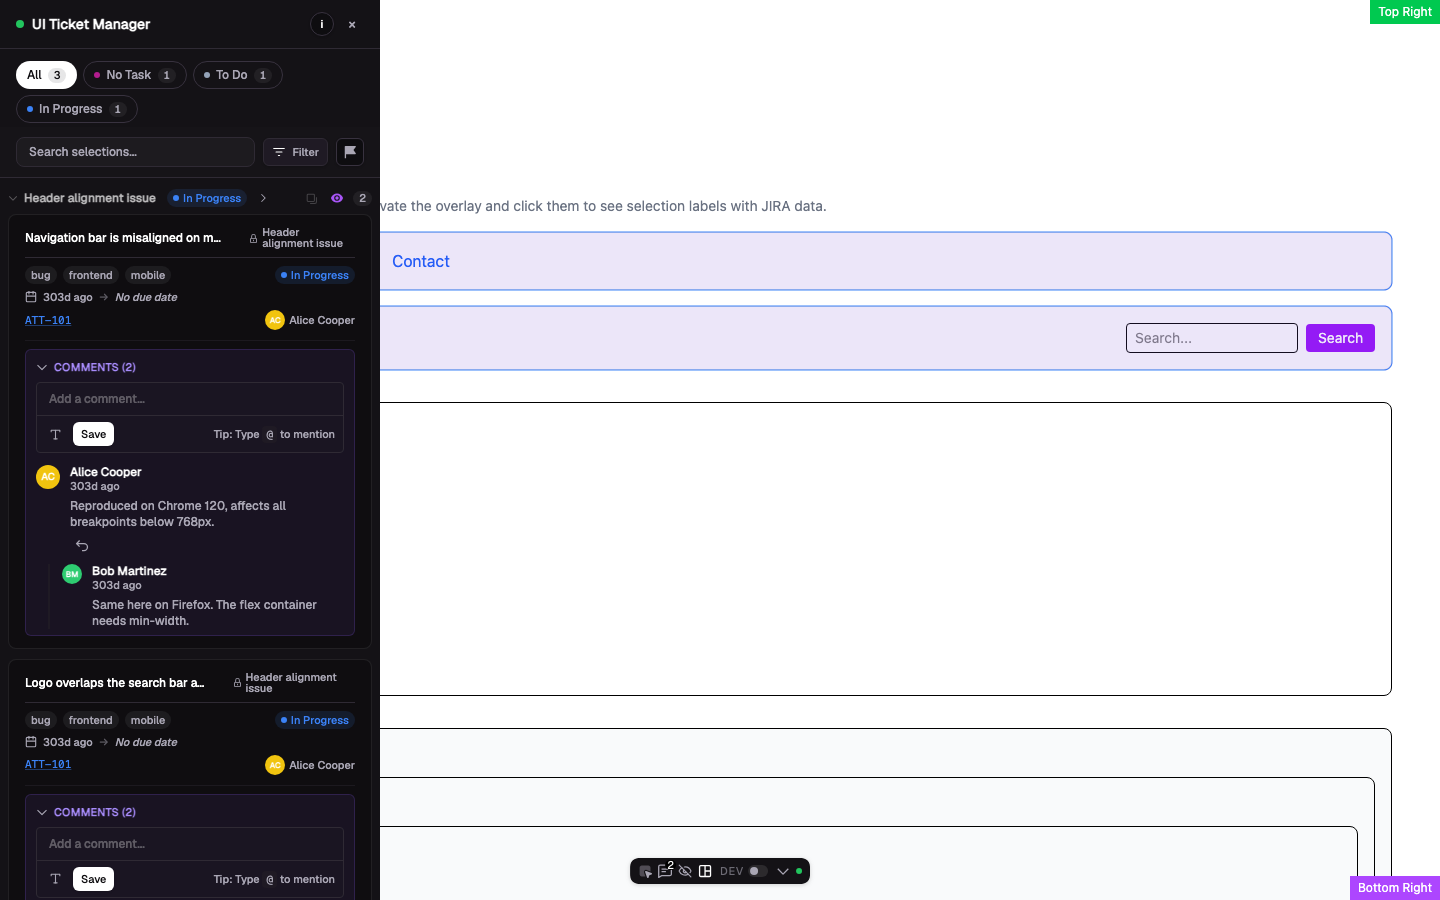 UI Ticket Manager
i
×
All 3
No Task 1
To Do 1
In Progress 1
Search selections...
Filter
Header alignment issue
In Progress
2
Navigation bar is misaligned on m...
Header
alignment issue
bug
frontend
mobile
In Progress
303d ago → No due date
ATT-101
AC
Alice Cooper
COMMENTS (2)
Add a comment...
T
Save
Tip: Type @ to mention
AC
Alice Cooper
303d ago
Reproduced on Chrome 120, affects all
breakpoints below 768px.
BM
Bob Martinez
303d ago
Same here on Firefox. The flex container
needs min-width.
Logo overlaps the search bar a...
Header alignment
issue
bug
frontend
mobile
In Progress
303d ago → No due date
ATT-101
AC
Alice Cooper
COMMENTS (2)
Add a comment...
T
Save
Tip: Type @ to mention
Top Right
vate the overlay and click them to see selection labels with JIRA data.
Contact
Search...
Search
2
DEV
Bottom Right